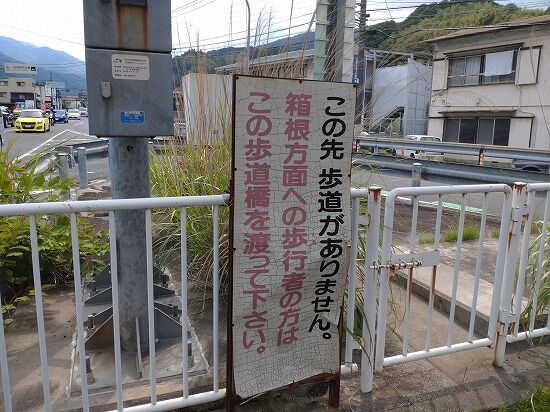 この先 歩道がありません。
箱根方面への歩行者の方は
この歩道橋を渡って下さい。